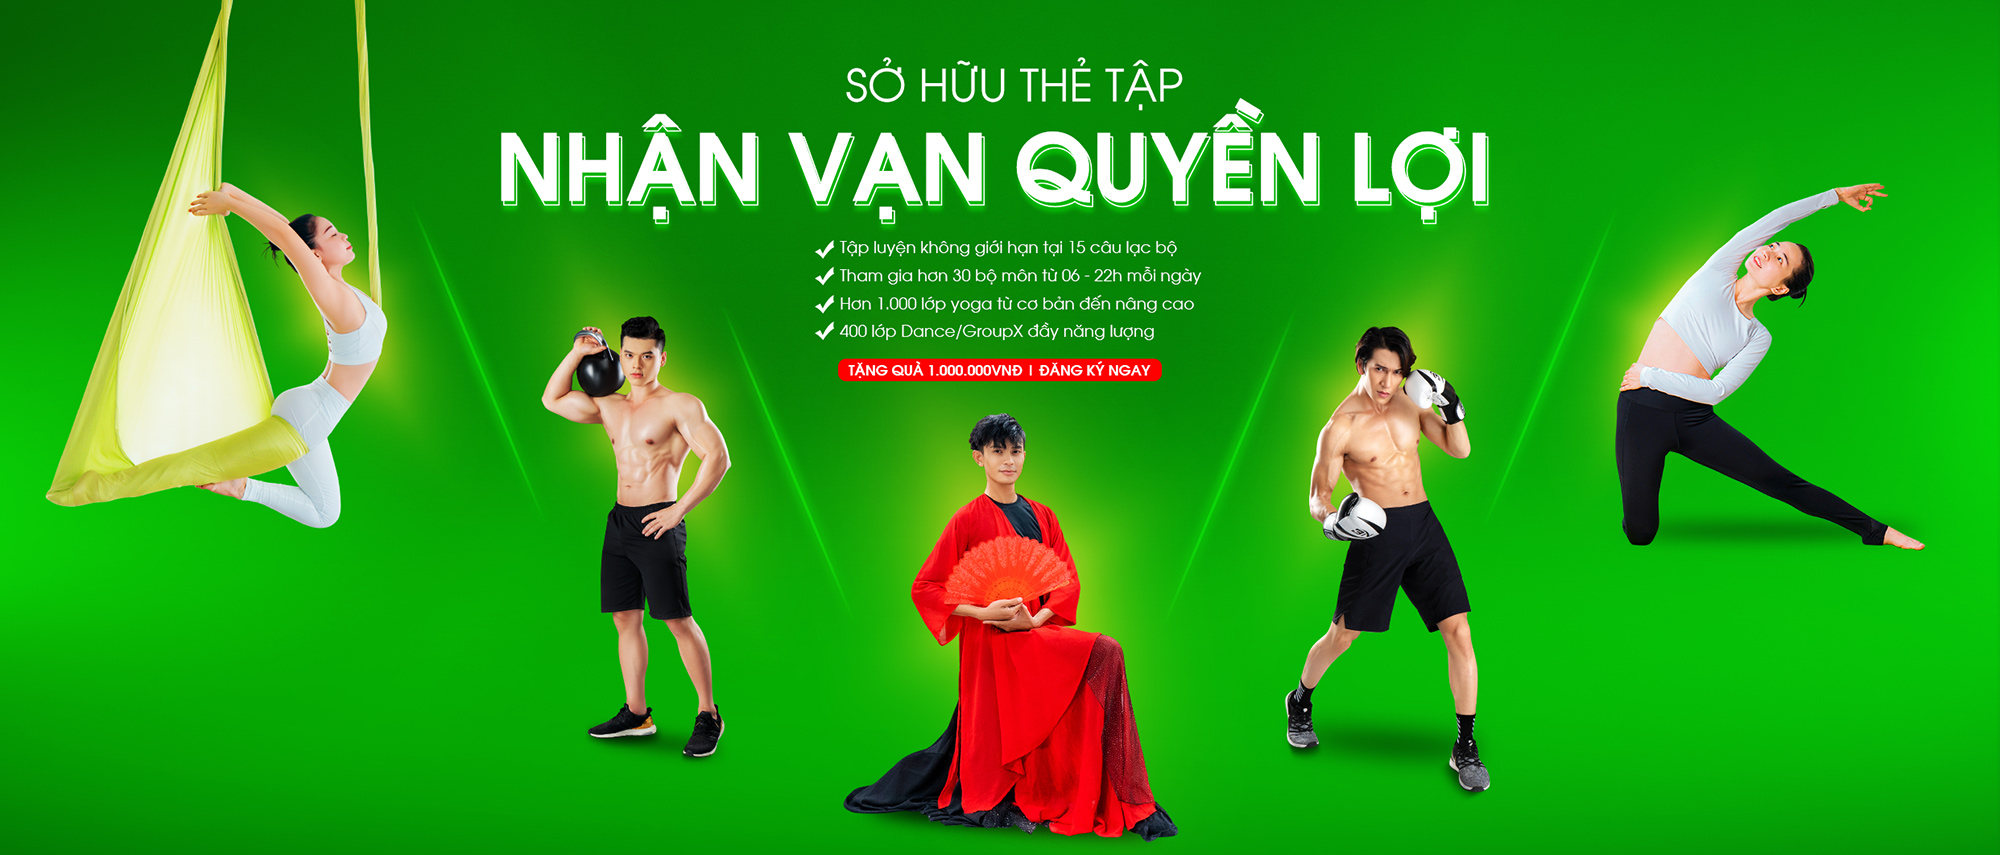 SỞ HỮU THẺ TẬP
NHẬN VẠN QUYỀN LỢI
Tập luyện không giới hạn tại 15 câu lạc bộ
Tham gia hơn 30 bộ môn từ 06 - 22h mỗi ngày
Hơn 1.000 lớp yoga từ cơ bản đến nâng cao
400 lớp Dance/GroupX đầy năng lượng
TẶNG QUÀ 1.000.000VNĐ | ĐĂNG KÝ NGAY